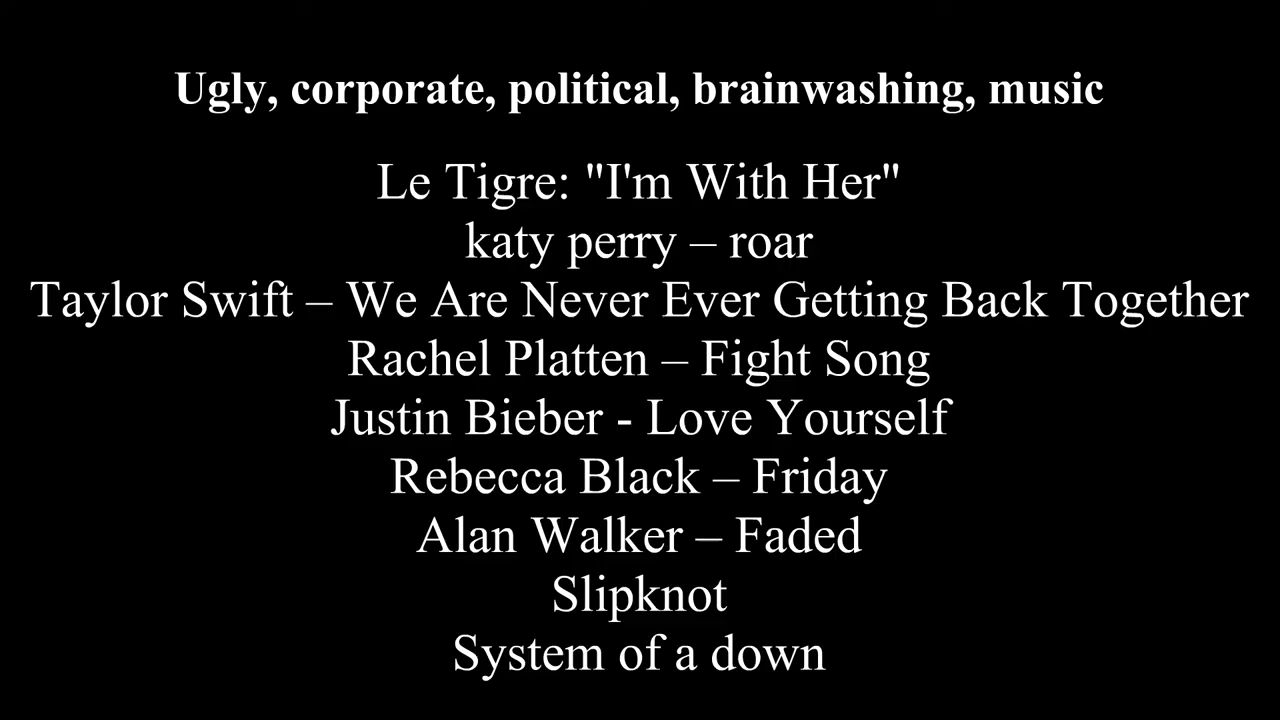 Ugly, corporate, political, brainwashing, music
Le Tigre: "I'm With Her"
katy perry – roar
Taylor Swift – We Are Never Ever Getting Back Together
Rachel Platten – Fight Song
Justin Bieber - Love Yourself
Rebecca Black – Friday
Alan Walker – Faded
Slipknot
System of a down